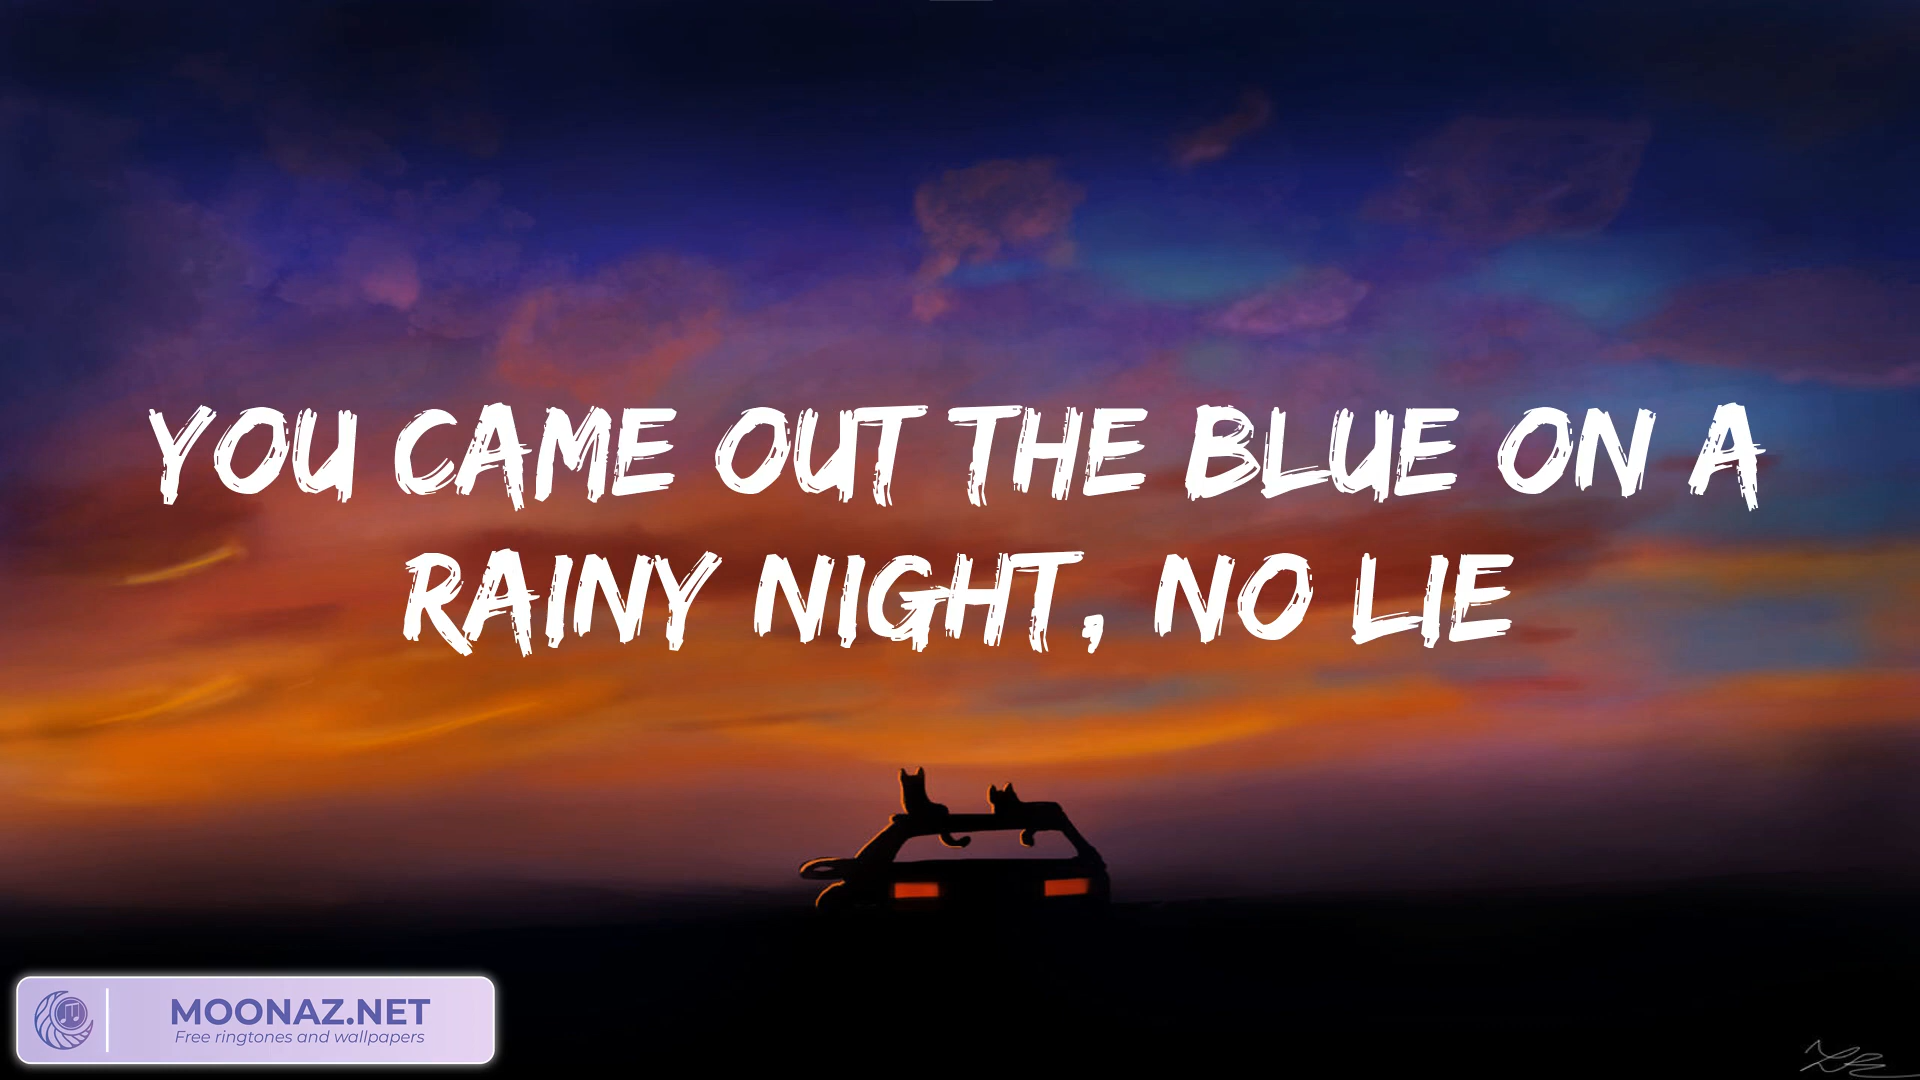 YOU CAME OUT THE BLUE ON A
RAINY NIGHT, NO LIE
MOONAZ.NET
Free ringtones and wallpapers